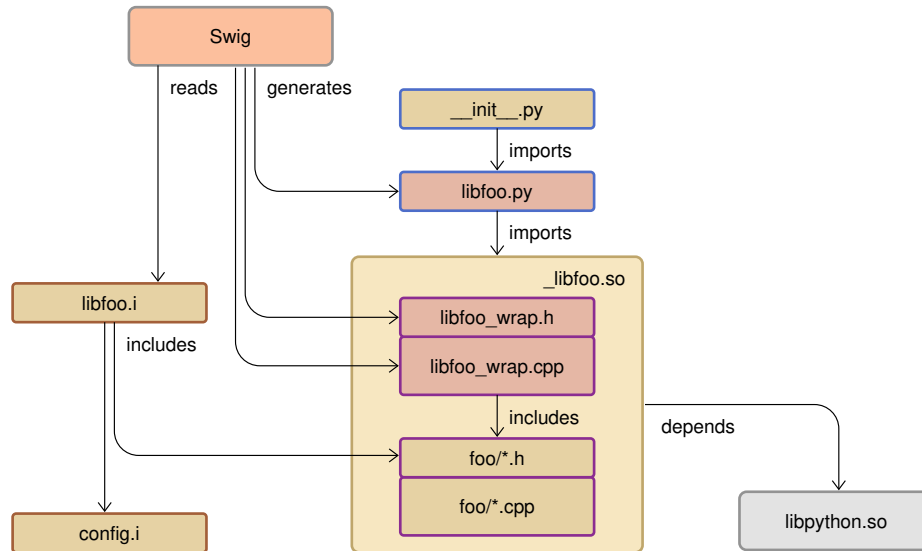 Swig
reads
generates
__init__.py
imports
libfoo.py
imports
_libfoo.so
libfoo.i
libfoo_wrap.h
includes
libfoo_wrap.cpp
includes
depends
foo/*.h
foo/*.cpp
config.i
libpython.so